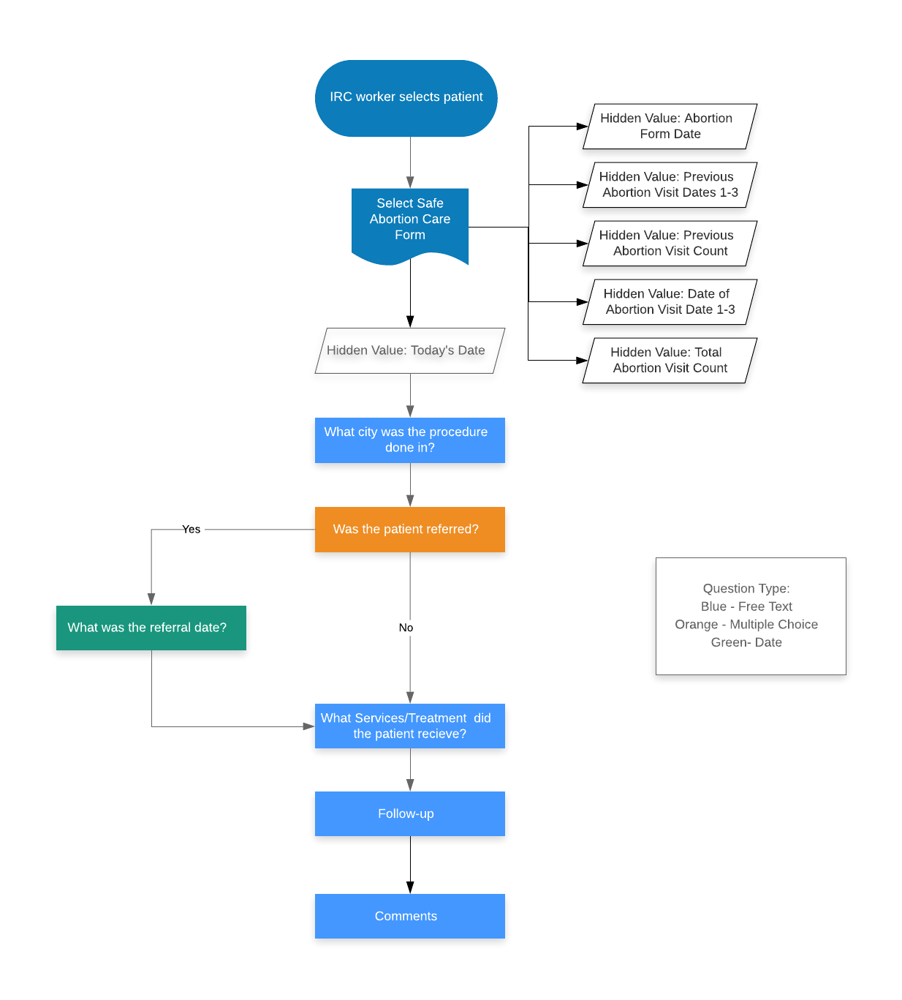 IRC worker selects patient
Select Safe
Abortion Care
Form
Hidden Value: Abortion
Form Date
Hidden Value: Previous
Abortion Visit Dates 1-3
Hidden Value: Previous
Abortion Visit Count
Hidden Value: Date of
Abortion Visit Date 1-3
Hidden Value: Total
Abortion Visit Count
Hidden Value: Today's Date
What city was the procedure
done in?
Was the patient referred?
Yes
What was the referral date?
No
Question Type:
Blue - Free Text
Orange - Multiple Choice
Green- Date
What Services/Treatment  did
the patient recieve?
Follow-up
Comments